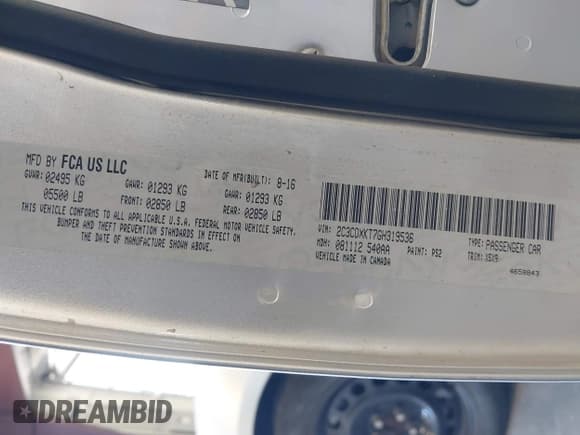 MFD BY FCA US LLC
DATE OF MFR(BUILT): 8-16
GVWR: 02495 KG
GAWR: 01293 KG
GAWR: 01293 KG
05500 LB
FRONT: 02850 LB
REAR: 02850 LB
THIS VEHICLE CONFORMS TO ALL APPLICABLE U.S.A. FEDERAL MOTOR VEHICLE SAFETY,
BUMPER AND THEFT PREVENTION STANDARDS IN EFFECT ON
THE DATE OF MANUFACTURE SHOWN ABOVE.
VIN: 2C3CDXKT7GH319536
TYPE: PASSENGER CAR
MDH: 081112 540AA
PAINT: PS2
TRIM: X5X9
VEHICLE MADE IN CANADA
4658843
DREAMBID